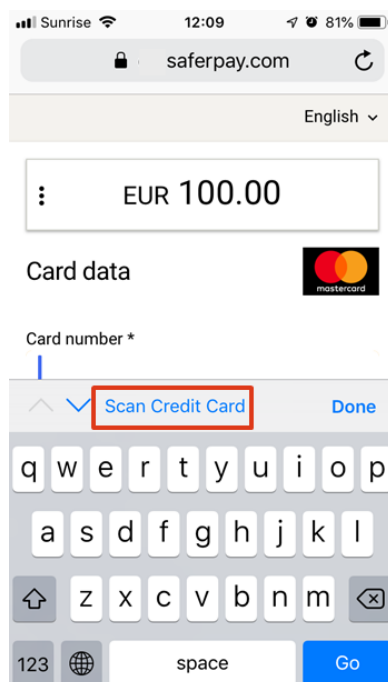 Sunrise 12:09 81%
saferpay.com
English
EUR 100.00
Card data
mastercard
Card number *
Scan Credit Card Done
q w e r t y u i o p
a s d f g h j k l
z x c v b n m
123 space Go